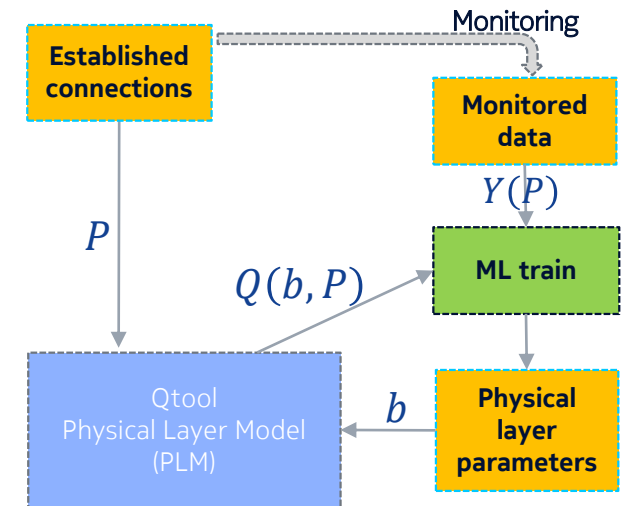 Monitoring
Established
connections
Monitored
data
Y(P)
P
ML train
Q(b, P)
Qtool
Physical Layer Model
(PLM)
b
Physical
layer
parameters